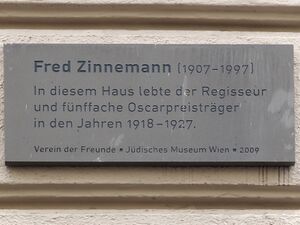 Fred Zinnemann (1907-1997)
In diesem Haus lebte der Regisseur
und fünffache Oscarpreisträger
in den Jahren 1918-1927.
Verein der Freunde • Jüdisches Museum Wien • 2009